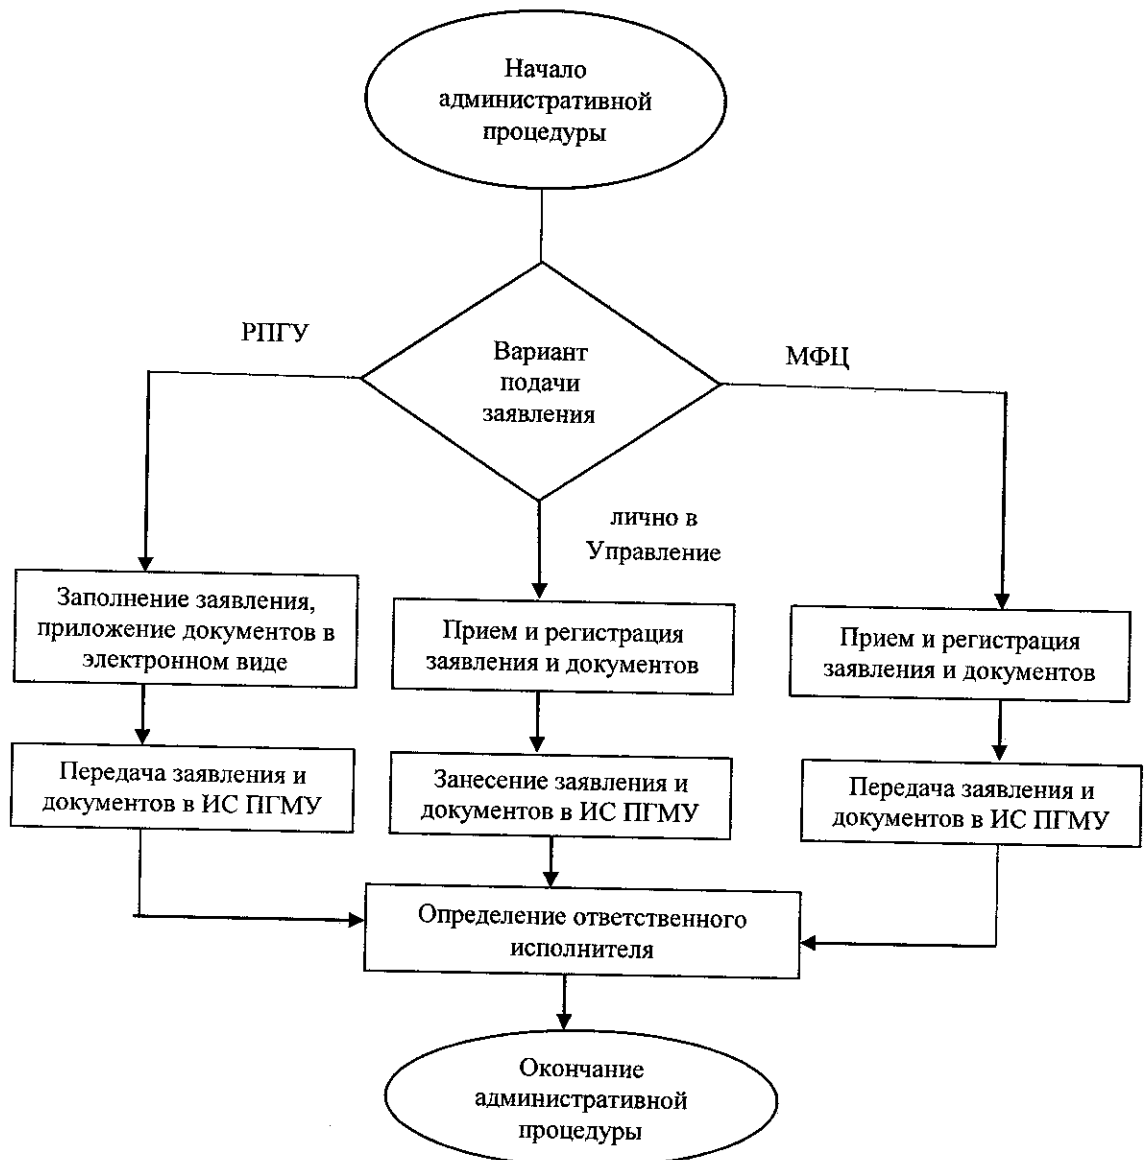 Начало
административной
процедуры
РПГУ
Вариант
подачи
заявления
МФЦ
лично в
Управление
Заполнение заявления,
приложение документов в
электронном виде
Прием и регистрация
заявления и документов
Прием и регистрация
заявления и документов
Передача заявления и
документов в ИС ПГМУ
Занесение заявления и
документов в ИС ПГМУ
Передача заявления и
документов в ИС ПГМУ
Определение ответственного
исполнителя
Окончание
административной
процедуры